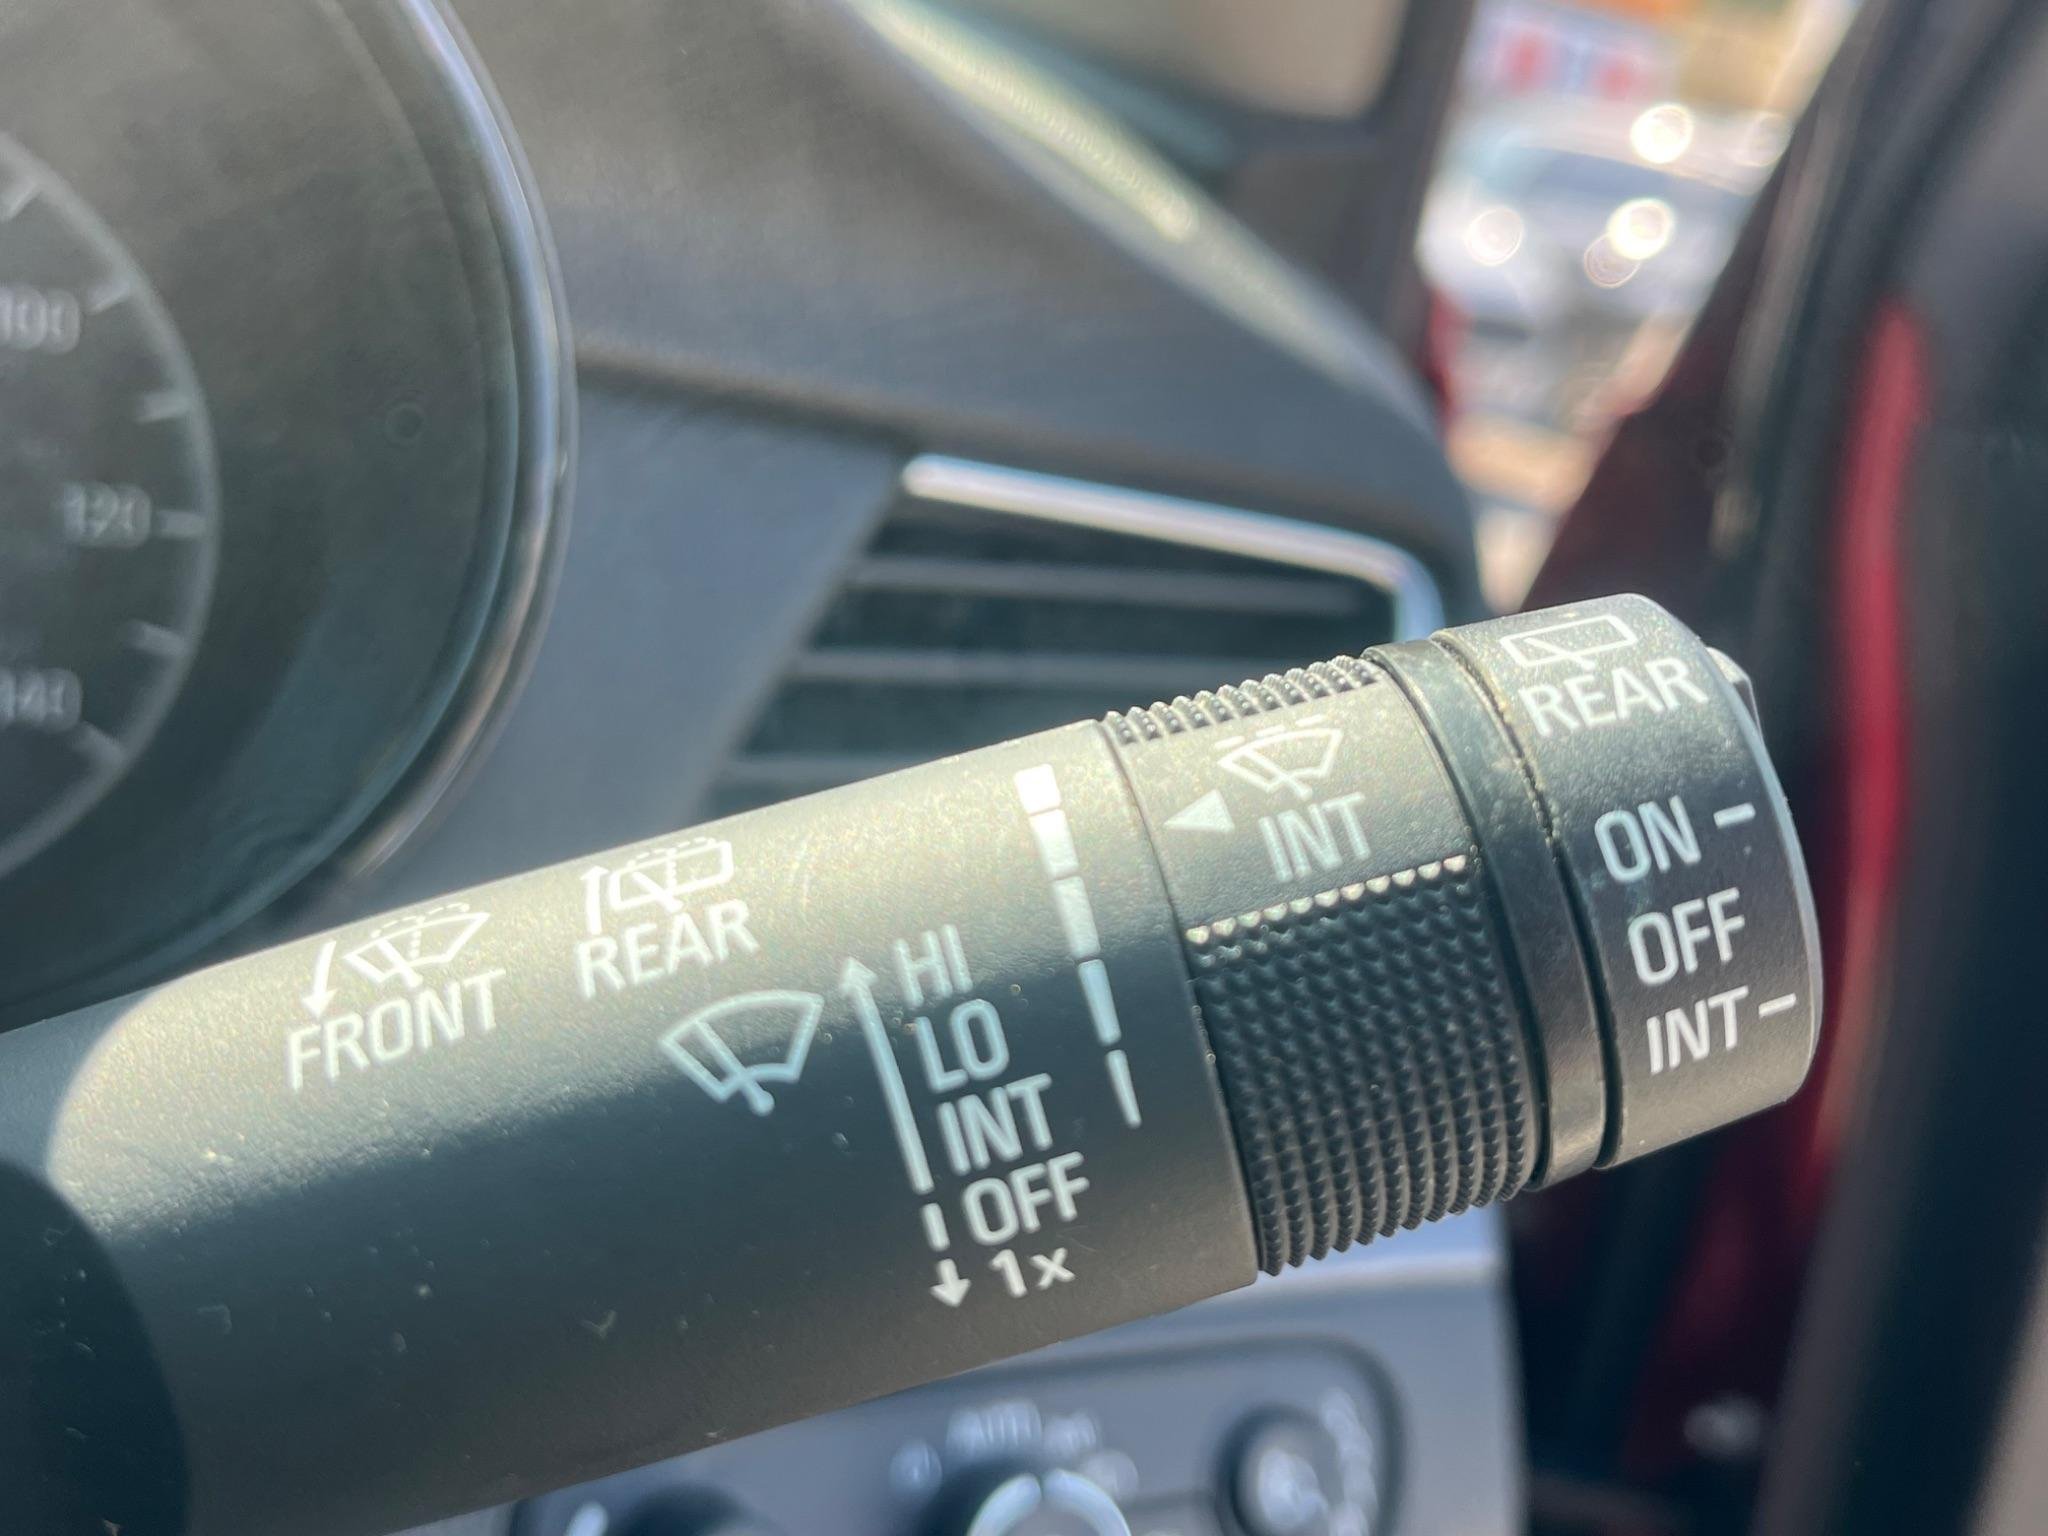 100
120
140
FRONT
REAR
HI
LO
INT
OFF
1x
INT
REAR
ON
OFF
INT